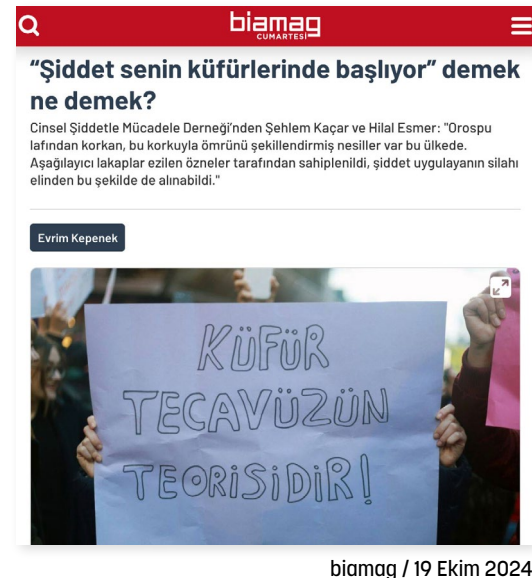 biamag
CUMARTESİ
“Şiddet senin küfürlerinde başlıyor” demek
ne demek?
Cinsel Şiddetle Mücadele Derneği’nden Şehlem Kaçar ve Hilal Esmer: "Orospu
lafından korkan, bu korkuyla ömrünü şekillendirmiş nesiller var bu ülkede.
Aşağılayıcı lakaplar ezilen özneler tarafından sahiplenildi, şiddet uygulayanın silahı
elinden bu şekilde de alınabildi."
Evrim Kepenek
KÜFÜR
TECAVÜZÜN
TEORİSİDİR!
biamag / 19 Ekim 2024